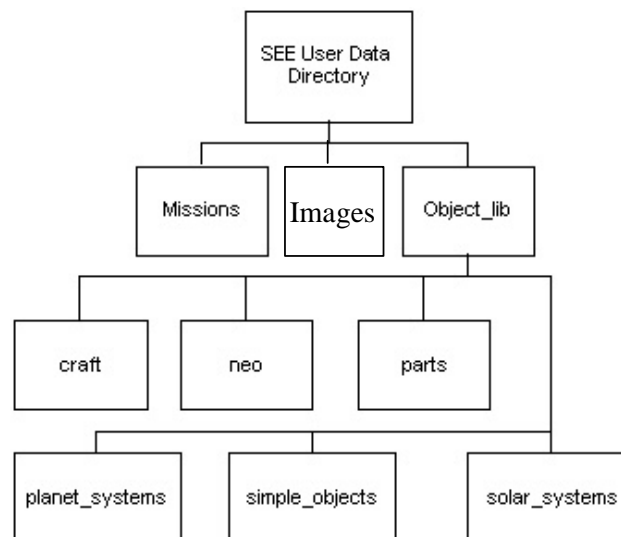 SEE User Data
Directory
Missions
Images
Object_lib
craft
neo
parts
planet_systems
simple_objects
solar_systems